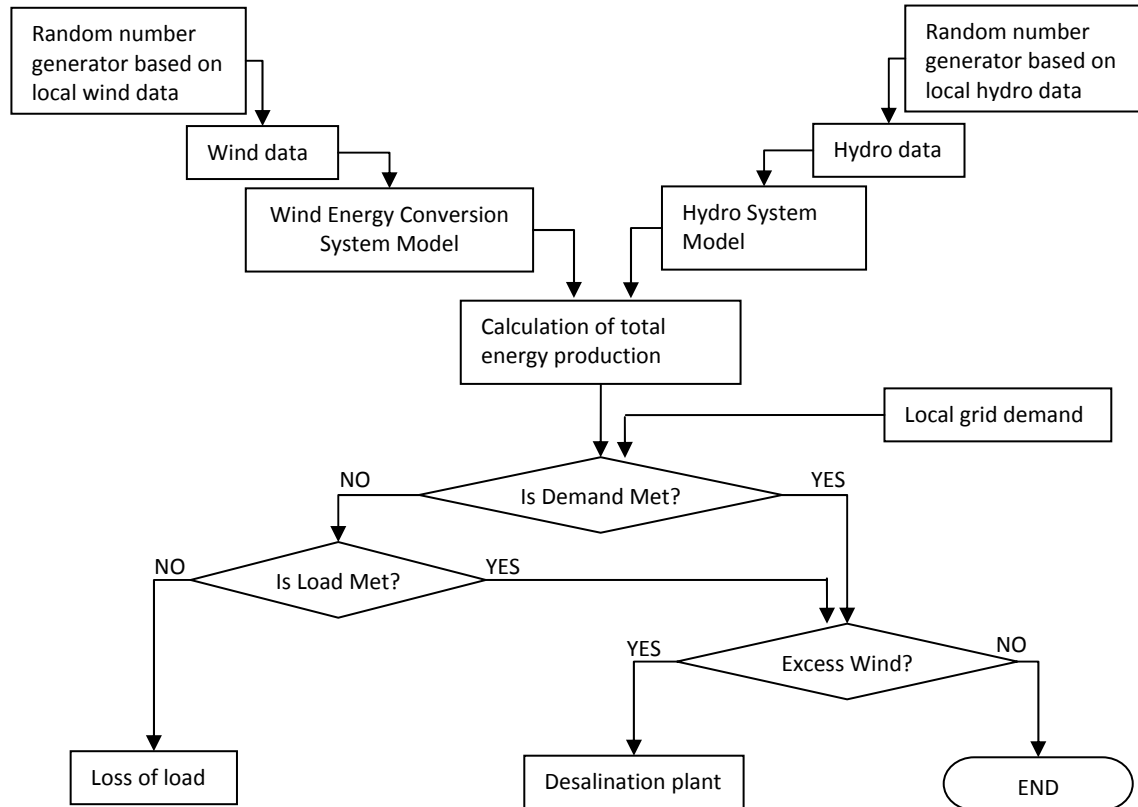 Random number
generator based on
local wind data
Random number
generator based on
local hydro data
Wind data
Hydro data
Wind Energy Conversion
System Model
Hydro System
Model
Calculation of total
energy production
Local grid demand
NO
YES
Is Demand Met?
NO
YES
Is Load Met?
YES
NO
Excess Wind?
Loss of load
Desalination plant
END